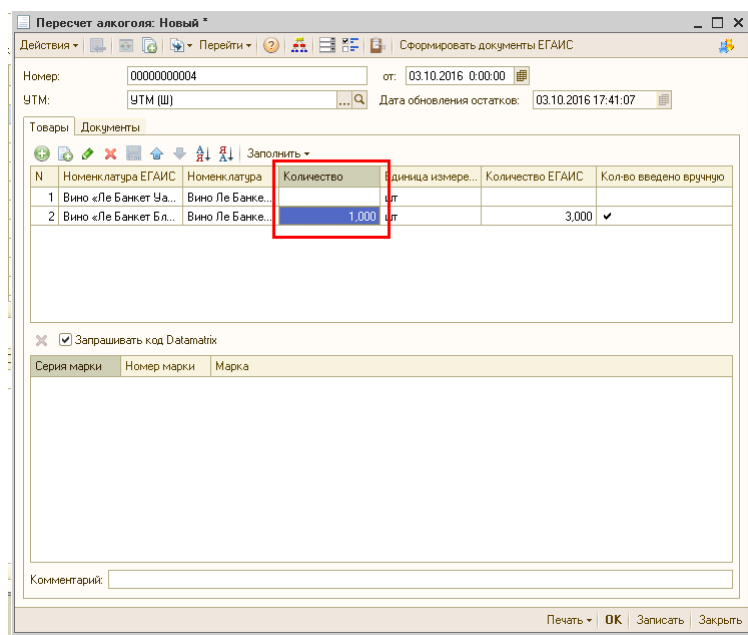 Пересчет алкоголя: Новый *
Действия Перейти Сформировать документы ЕГАИС
Номер: 00000000004 от: 03.10.2016 0:00:00
УТМ: УТМ (Ш) ... Дата обновления остатков: 03.10.2016 17:41:07
Товары Документы
Заполнить
N Номенклатура ЕГАИС Номенклатура Количество Единица измере... Количество ЕГАИС Кол-во введено вручную
1 Вино «Ле Банкет Уа... Вино Ле Банке... шт
2 Вино «Ле Банкет Бл... Вино Ле Банке... 1,000 шт 3,000
Запрашивать код Datamatrix
Серия марки Номер марки Марка
Комментарий:
Печать OK Записать Закрыть